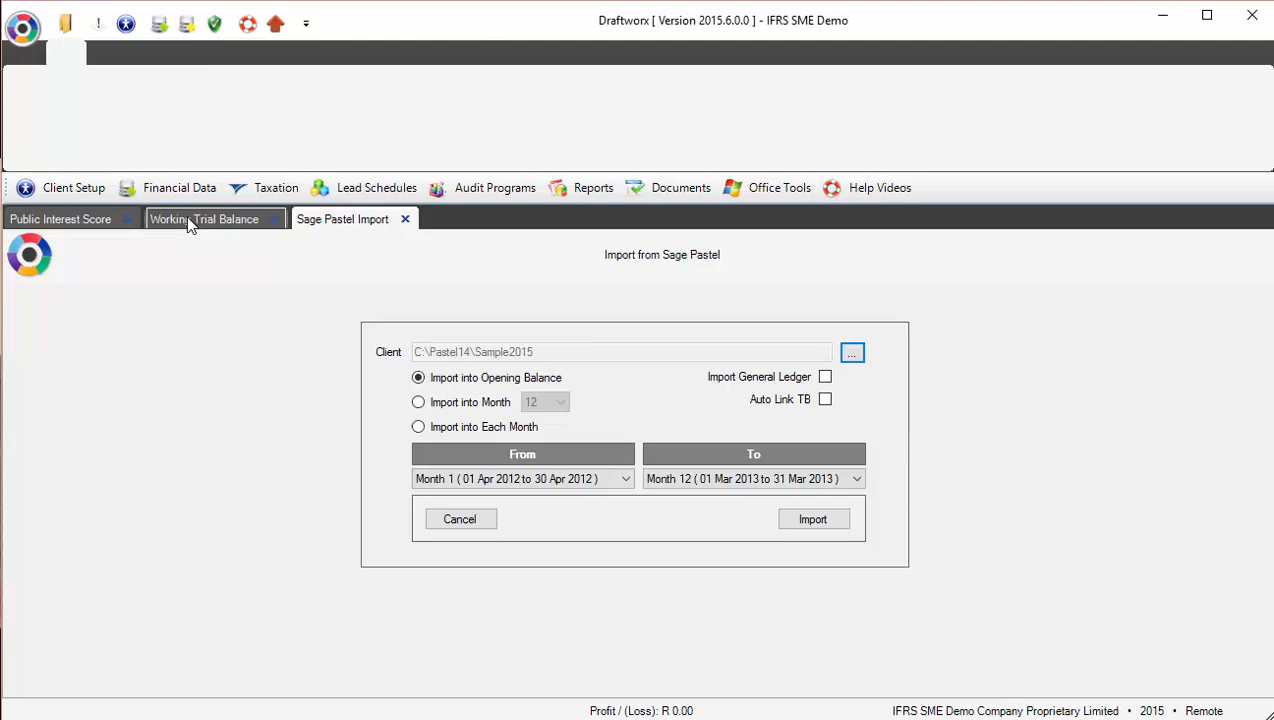 Draftworx [ Version 2015.6.0.0 ] - IFRS SME Demo
Client Setup Financial Data Taxation Lead Schedules Audit Programs Reports Documents Office Tools Help Videos
Public Interest Score Working Trial Balance Sage Pastel Import
Import from Sage Pastel
Client C:\Pastel14\Sample2015 ...
Import into Opening Balance Import General Ledger
Import into Month 12 Auto Link TB
Import into Each Month
From To
Month 1 ( 01 Apr 2012 to 30 Apr 2012 ) Month 12 ( 01 Mar 2013 to 31 Mar 2013 )
Cancel Import
Profit / (Loss): R 0.00 IFRS SME Demo Company Proprietary Limited • 2015 • Remote